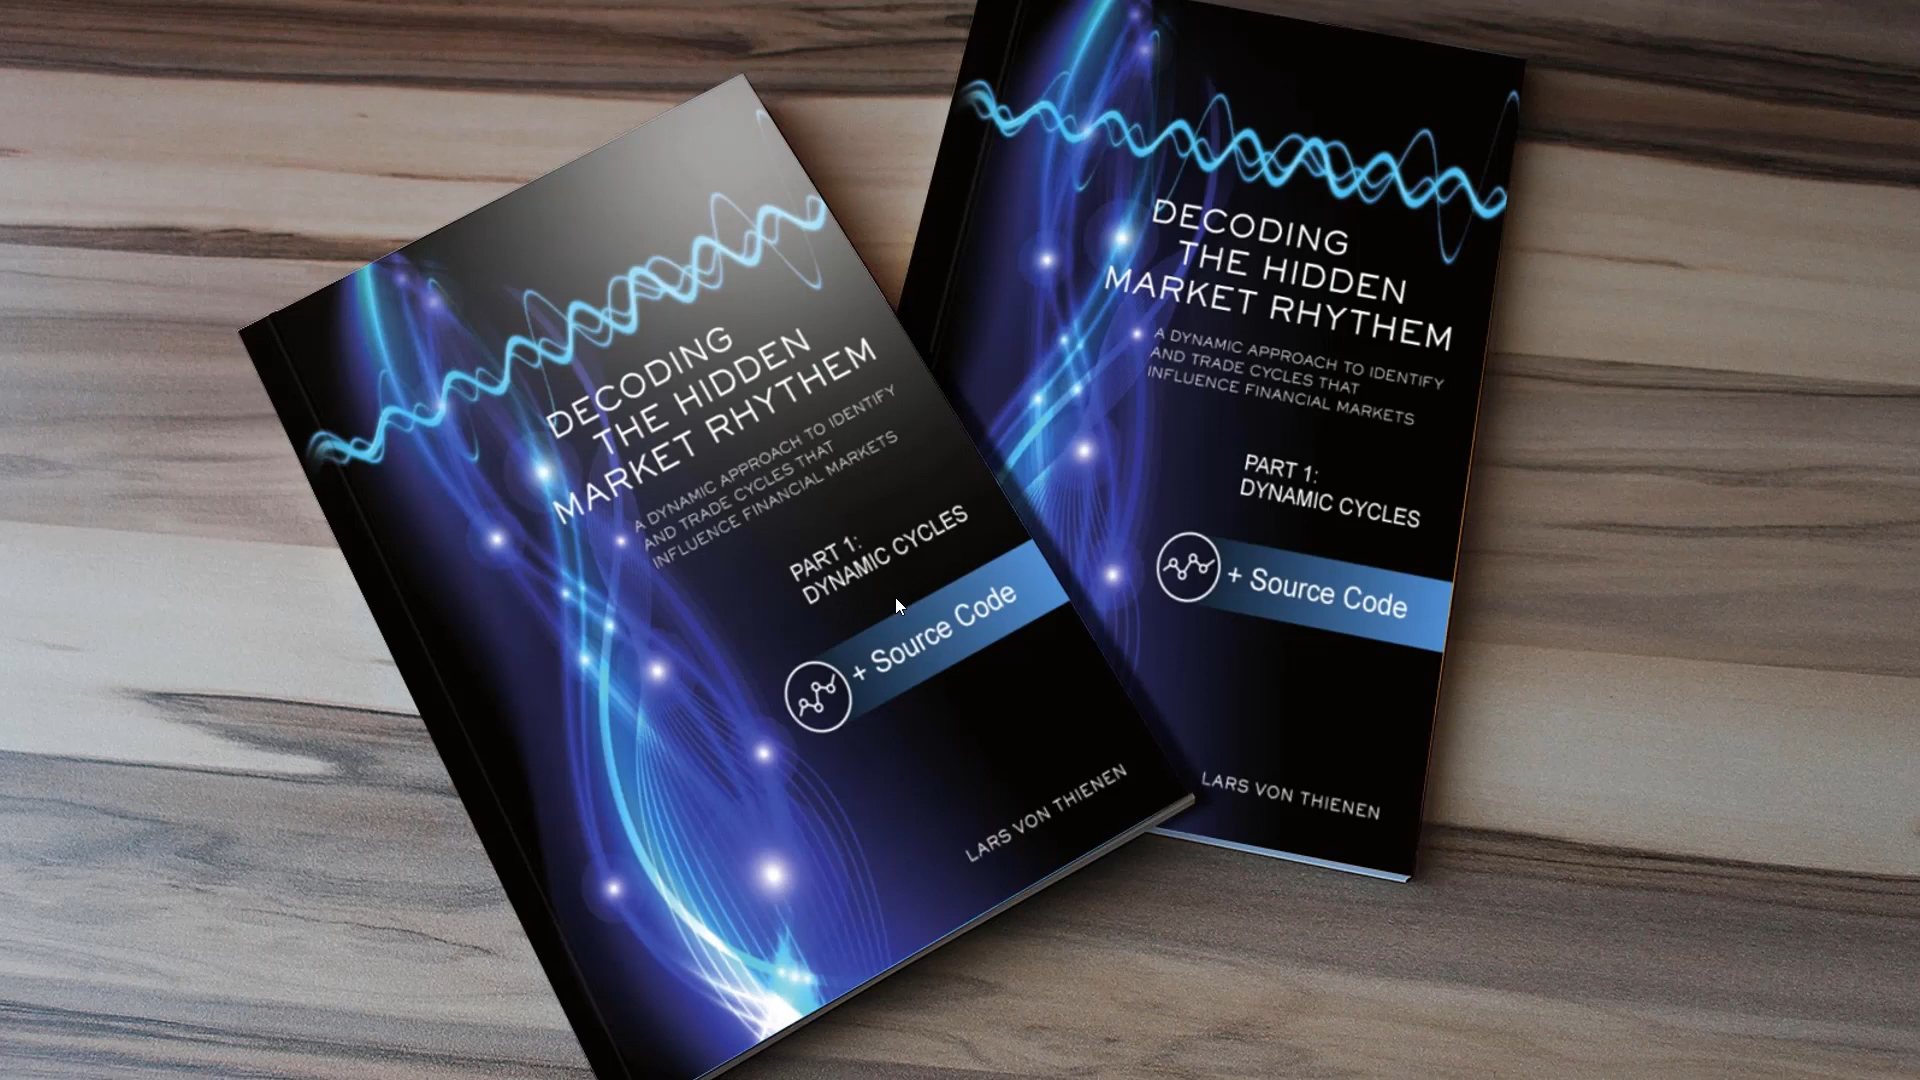 DECODING
THE HIDDEN
MARKET RHYTHEM
A DYNAMIC APPROACH TO IDENTIFY
AND TRADE CYCLES THAT
INFLUENCE FINANCIAL MARKETS
PART 1:
DYNAMIC CYCLES
+ Source Code
LARS VON THIENEN
DECODING
THE HIDDEN
MARKET RHYTHEM
A DYNAMIC APPROACH TO IDENTIFY
AND TRADE CYCLES THAT
INFLUENCE FINANCIAL MARKETS
PART 1:
DYNAMIC CYCLES
+ Source Code
LARS VON THIENEN